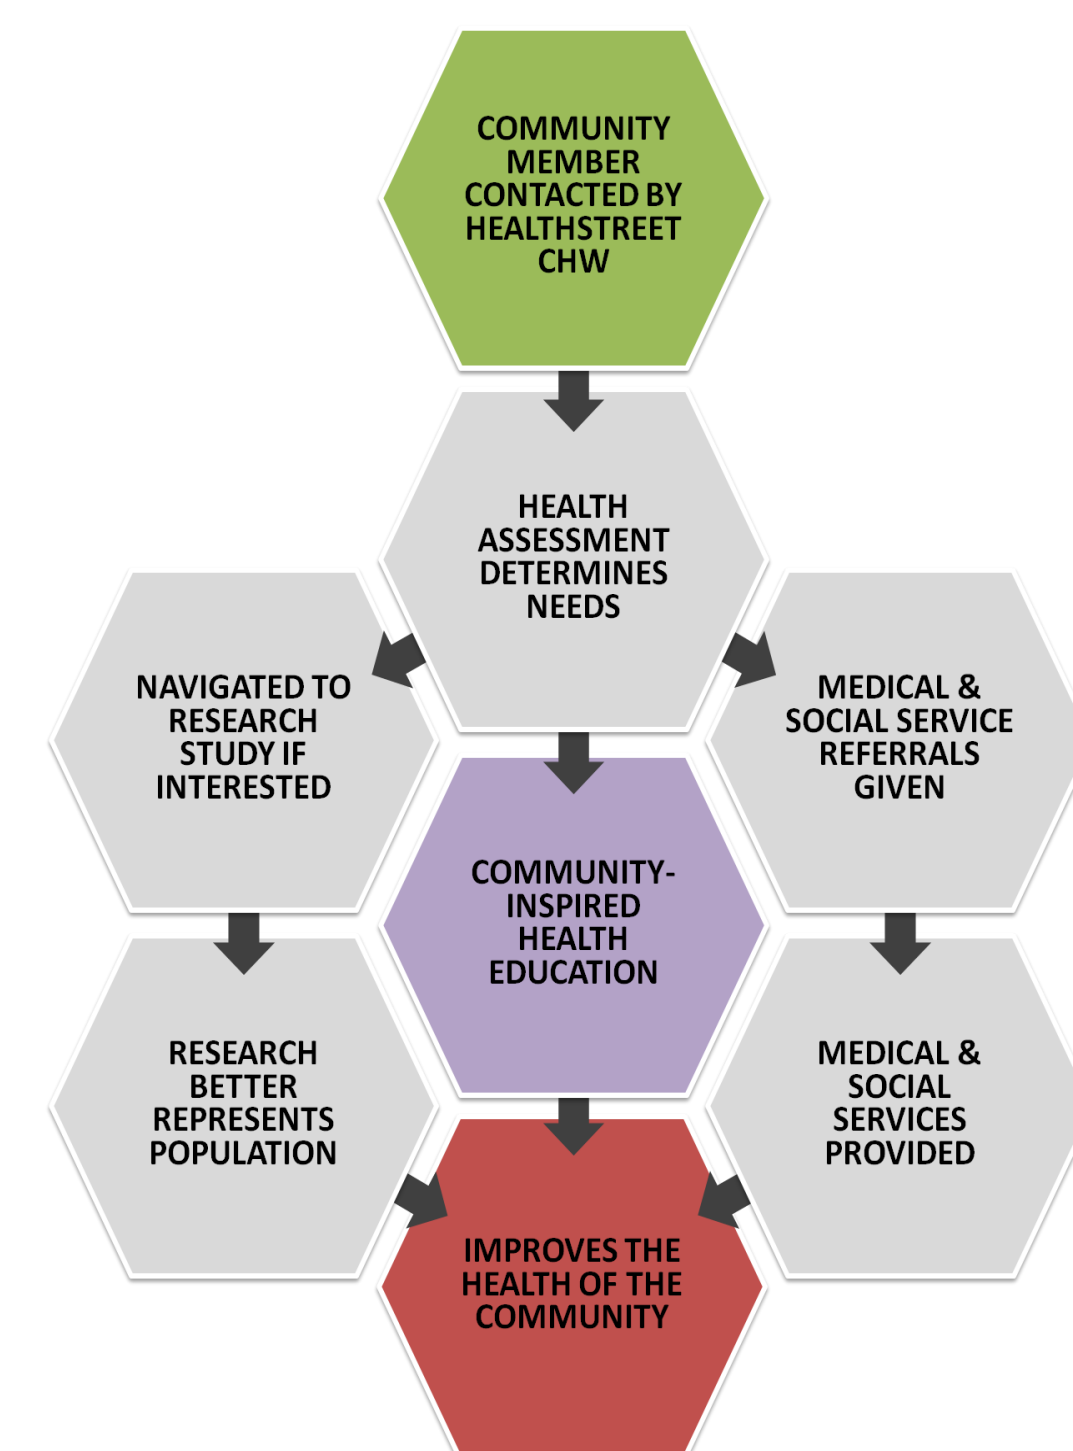 COMMUNITY
MEMBER
CONTACTED BY
HEALTHSTREET
CHW
HEALTH
ASSESSMENT
DETERMINES
NEEDS
NAVIGATED TO
RESEARCH
STUDY IF
INTERESTED
MEDICAL &
SOCIAL SERVICE
REFERRALS
GIVEN
COMMUNITY-
INSPIRED
HEALTH
EDUCATION
RESEARCH
BETTER
REPRESENTS
POPULATION
MEDICAL &
SOCIAL
SERVICES
PROVIDED
IMPROVES THE
HEALTH OF THE
COMMUNITY